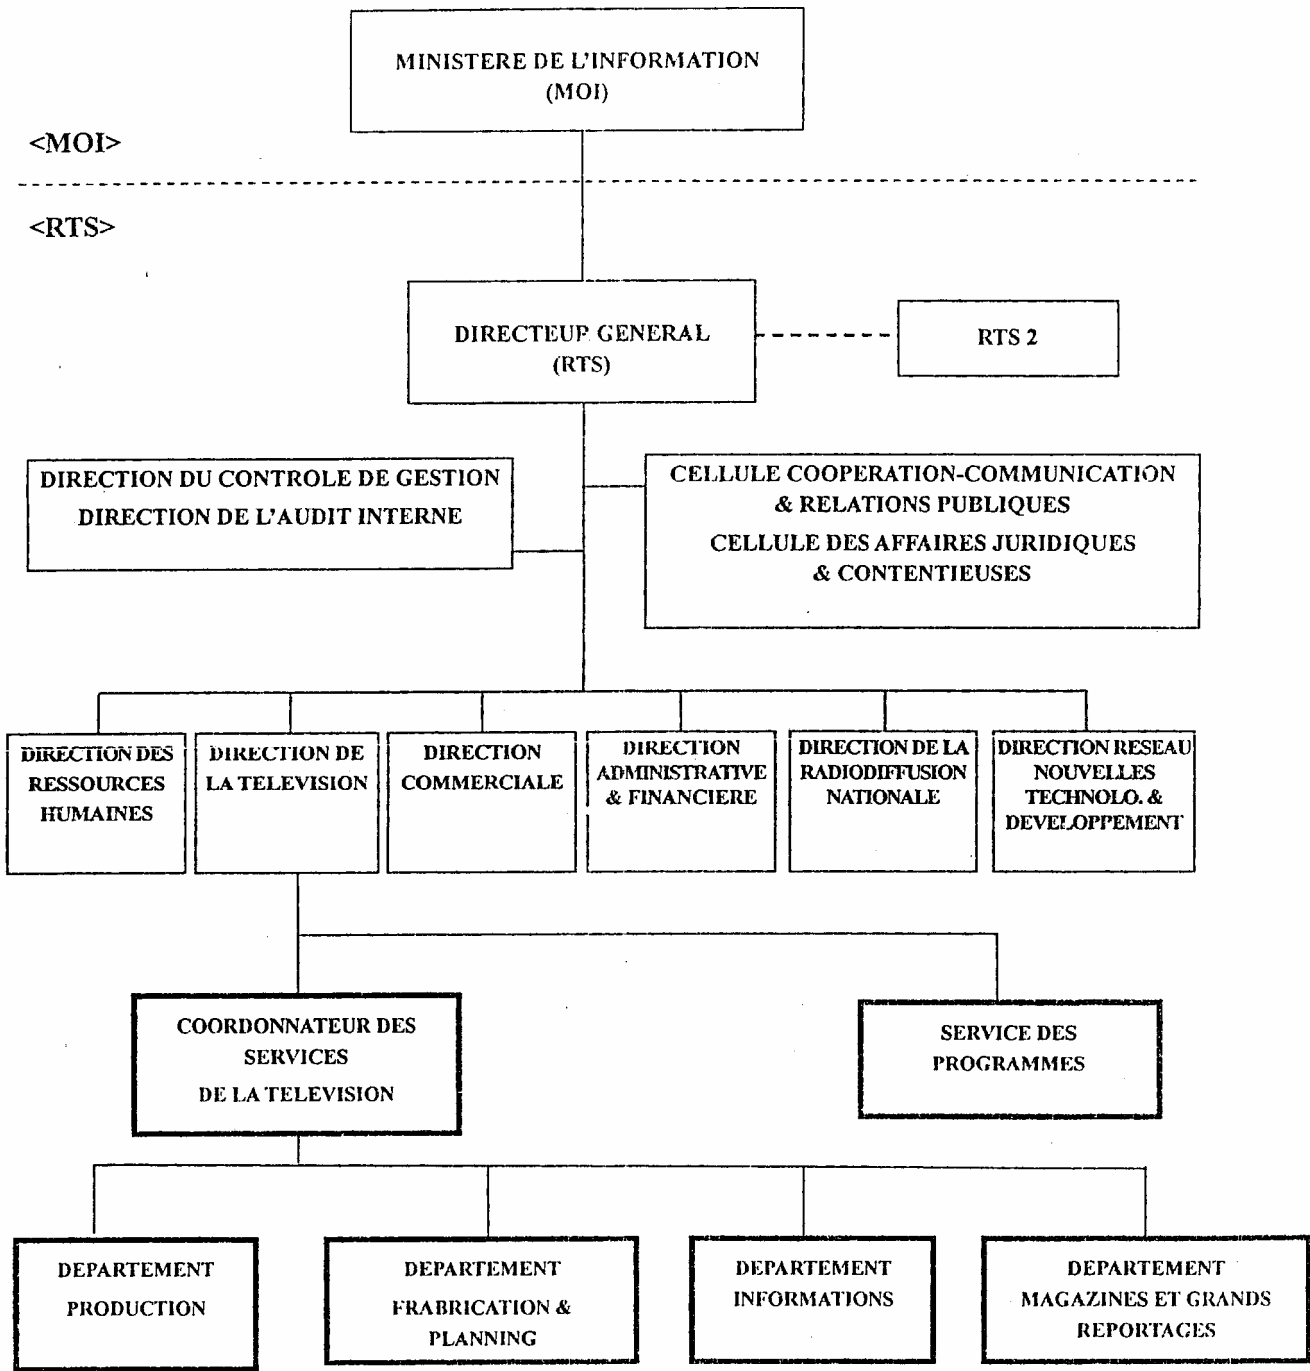 MINISTERE DE L'INFORMATION
(MOI)
<MOI>
<RTS>
DIRECTEUR GENERAL
(RTS)
RTS 2
DIRECTION DU CONTROLE DE GESTION
DIRECTION DE L'AUDIT INTERNE
CELLULE COOPERATION-COMMUNICATION
& RELATIONS PUBLIQUES
CELLULE DES AFFAIRES JURIDIQUES
& CONTENTIEUSES
DIRECTION DES
RESSOURCES
HUMAINES
DIRECTION DE
LA TELEVISION
DIRECTION
COMMERCIALE
DIRECTION
ADMINISTRATIVE
& FINANCIERE
DIRECTION DE LA
RADIODIFFUSION
NATIONALE
DIRECTION RESEAU
NOUVELLES
TECHNOLO. &
DEVELOPPEMENT
COORDONNATEUR DES
SERVICES
DE LA TELEVISION
SERVICE DES
PROGRAMMES
DEPARTEMENT
PRODUCTION
DEPARTEMENT
FRABRICATION &
PLANNING
DEPARTEMENT
INFORMATIONS
DEPARTEMENT
MAGAZINES ET GRANDS
REPORTAGES